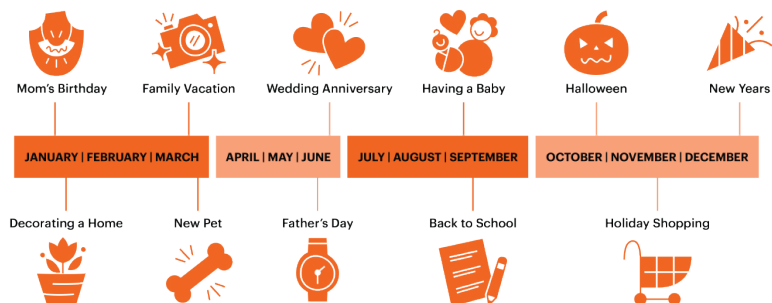 Mom's Birthday
Family Vacation
Wedding Anniversary
Having a Baby
Halloween
New Years
JANUARY | FEBRUARY | MARCH
APRIL | MAY | JUNE
JULY | AUGUST | SEPTEMBER
OCTOBER | NOVEMBER | DECEMBER
Decorating a Home
New Pet
Father's Day
Back to School
Holiday Shopping